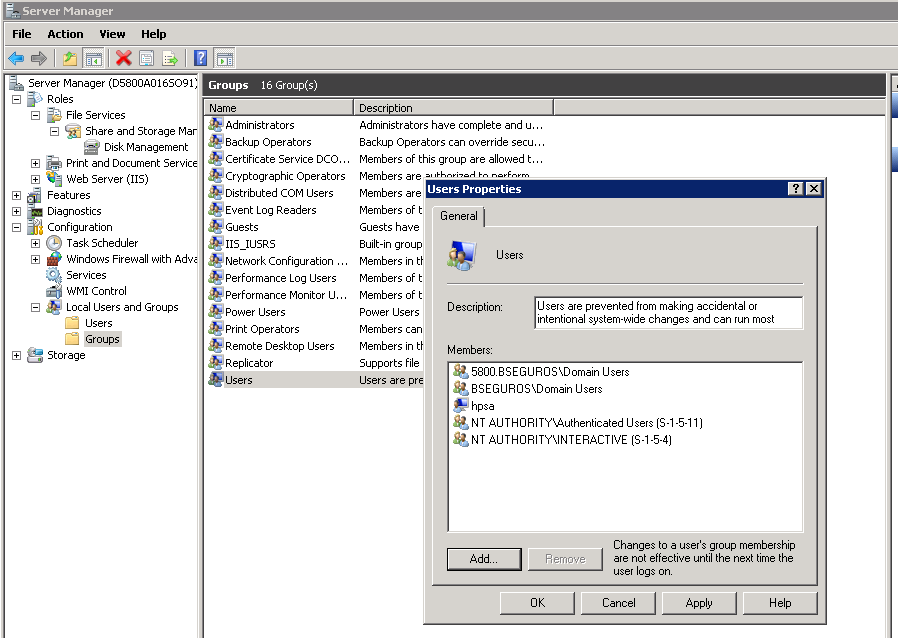 Server Manager
File Action View Help
Server Manager (D5800A016SO91)
Roles
File Services
Share and Storage Mar
Disk Management
Print and Document Service
Web Server (IIS)
Features
Diagnostics
Configuration
Task Scheduler
Windows Firewall with Adva
Services
WMI Control
Local Users and Groups
Users
Groups
Storage
Groups 16 Group(s)
Name Description
Administrators Administrators have complete and u...
Backup Operators Backup Operators can override secu...
Certificate Service DCO... Members of this group are allowed t...
Cryptographic Operators Members are authorized to perform
Distributed COM Users Members are
Event Log Readers Members of t
Guests Guests have
IIS_IUSRS Built-in group
Network Configuration ... Members in th
Performance Log Users Members of t
Performance Monitor U... Members of t
Power Users Power Users
Print Operators Members can
Remote Desktop Users Members in th
Replicator Supports file
Users Users are pre
Users Properties
General
Users
Description: Users are prevented from making accidental or
intentional system-wide changes and can run most
Members:
5800.BSEGUROS\Domain Users
BSEGUROS\Domain Users
hpsa
NT AUTHORITY\Authenticated Users (S-1-5-11)
NT AUTHORITY\INTERACTIVE (S-1-5-4)
Add... Remove
Changes to a user's group membership
are not effective until the next time the
user logs on.
OK Cancel Apply Help